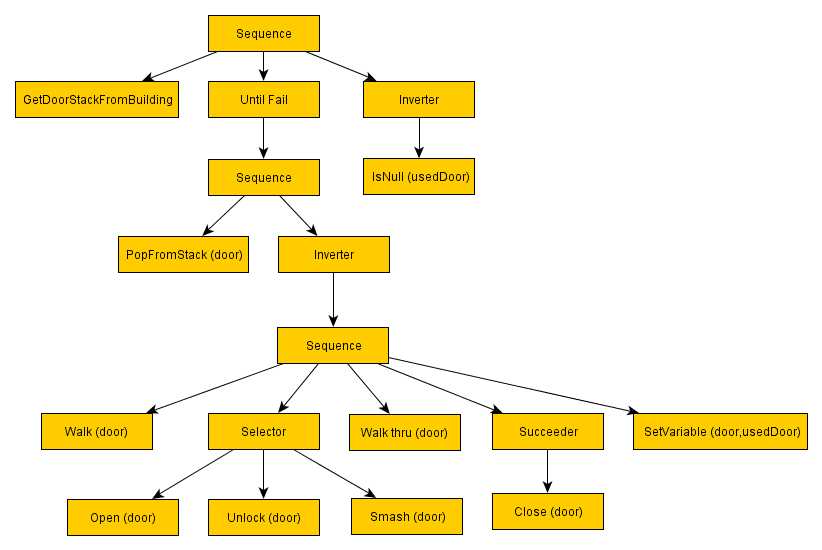 Sequence
GetDoorStackFromBuilding
Until Fail
Inverter
IsNull (usedDoor)
Sequence
PopFromStack (door)
Inverter
Sequence
Walk (door)
Selector
Walk thru (door)
Succeeder
SetVariable (door,usedDoor)
Open (door)
Unlock (door)
Smash (door)
Close (door)